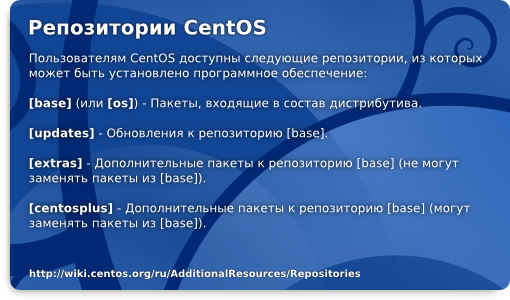 Репозитории CentOS
Пользователям CentOS доступны следующие репозитории, из которых
может быть установлено программное обеспечение:
[base] (или [os]) - Пакеты, входящие в состав дистрибутива.
[updates] - Обновления к репозиторию [base].
[extras] - Дополнительные пакеты к репозиторию [base] (не могут
заменять пакеты из [base]).
[centosplus] - Дополнительные пакеты к репозиторию [base] (могут
заменять пакеты из [base]).
http://wiki.centos.org/ru/AdditionalResources/Repositories